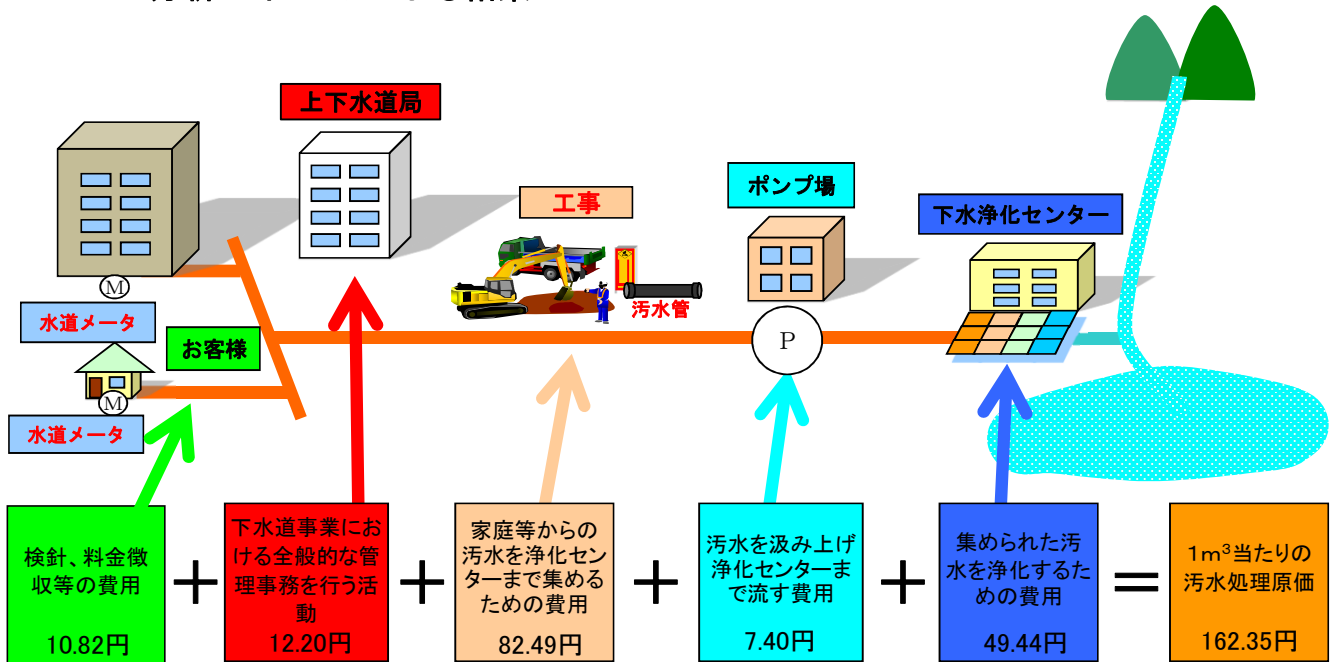 上下水道局
工事
ポンプ場
下水浄化センター
M
水道メータ
お客様
汚水管
P
M
水道メータ
検針、料金徴
収等の費用
10.82円
+
下水道事業にお
ける全般的な管
理事務を行う活
動
12.20円
+
家庭等からの
汚水を浄化セン
ターまで集める
ための費用
82.49円
+
汚水を汲み上げ
浄化センターま
で流す費用
7.40円
+
集められた汚
水を浄化するた
めの費用
49.44円
=
1m³当たりの
汚水処理原価
162.35円